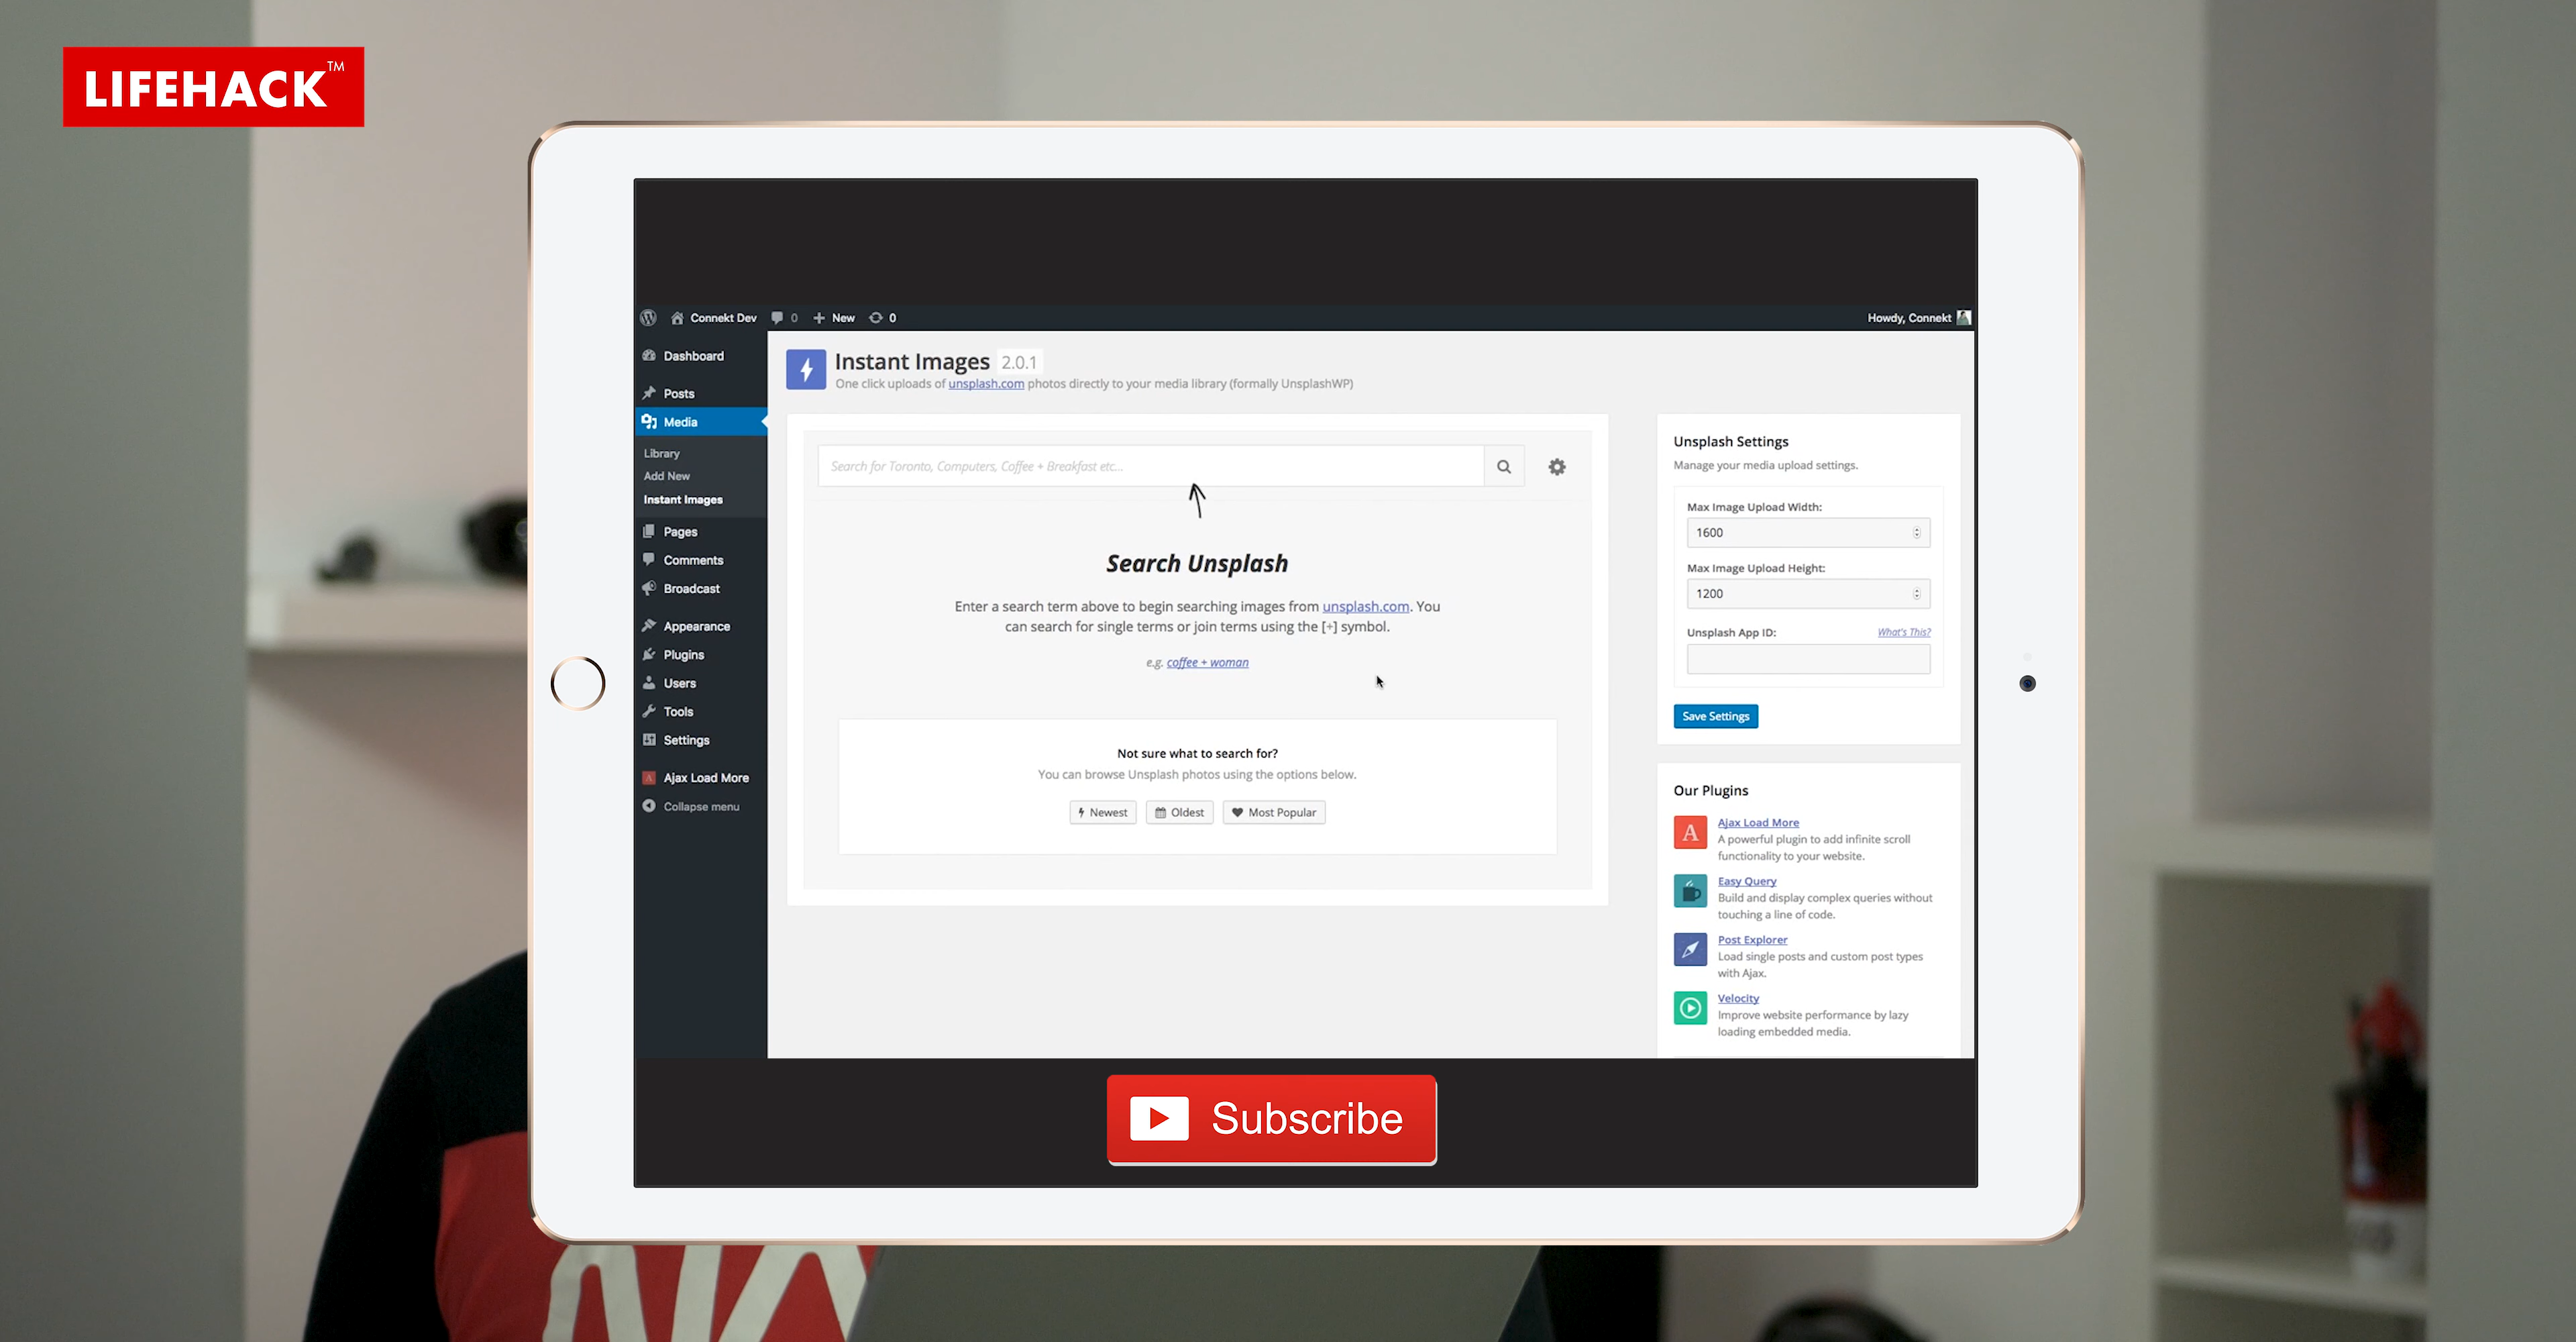 LIFEHACK™
Connekt Dev 0 New 0 Howdy, Connekt
Dashboard
Posts
Media
Library
Add New
Instant Images
Pages
Comments
Broadcast
Appearance
Plugins
Users
Tools
Settings
Ajax Load More
Collapse menu
Instant Images 2.0.1
One click uploads of unsplash.com photos directly to your media library (formally UnsplashWP)
Search for Toronto, Computers, Coffee + Breakfast etc...
Search Unsplash
Enter a search term above to begin searching images from unsplash.com. You
can search for single terms or join terms using the [+] symbol.
e.g. coffee + woman
Not sure what to search for?
You can browse Unsplash photos using the options below.
Newest Oldest Most Popular
Unsplash Settings
Manage your media upload settings.
Max Image Upload Width:
1600
Max Image Upload Height:
1200
Unsplash App ID: What's This?
Save Settings
Our Plugins
A
Ajax Load More
A powerful plugin to add infinite scroll
functionality to your website.
Easy Query
Build and display complex queries without
touching a line of code.
Post Explorer
Load single posts and custom post types
with Ajax.
Velocity
Improve website performance by lazy
loading embedded media.
Subscribe